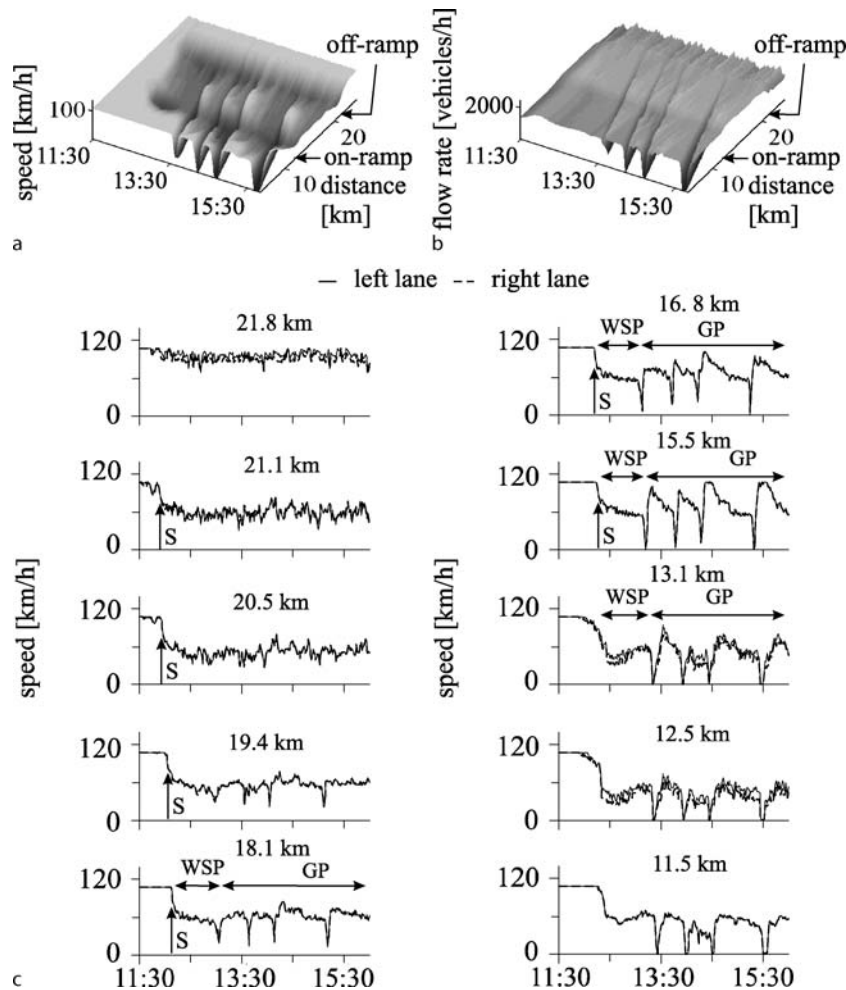 speed [km/h]
100
11:30
13:30
15:30
off-ramp
20
on-ramp
10 distance
[km]
a
flow rate [vehicles/h]
2000
11:30
13:30
15:30
off-ramp
20
on-ramp
10 distance
[km]
b
— left lane -- right lane
speed [km/h]
21.8 km
120
0
21.1 km
120
0
S
20.5 km
120
0
S
19.4 km
120
0
S
18.1 km
WSP
GP
120
0
S
11:30 13:30 15:30
c
speed [km/h]
16. 8 km
WSP
GP
120
0
S
15.5 km
WSP
GP
120
0
S
13.1 km
WSP
GP
120
0
12.5 km
120
0
11.5 km
120
0
11:30 13:30 15:30